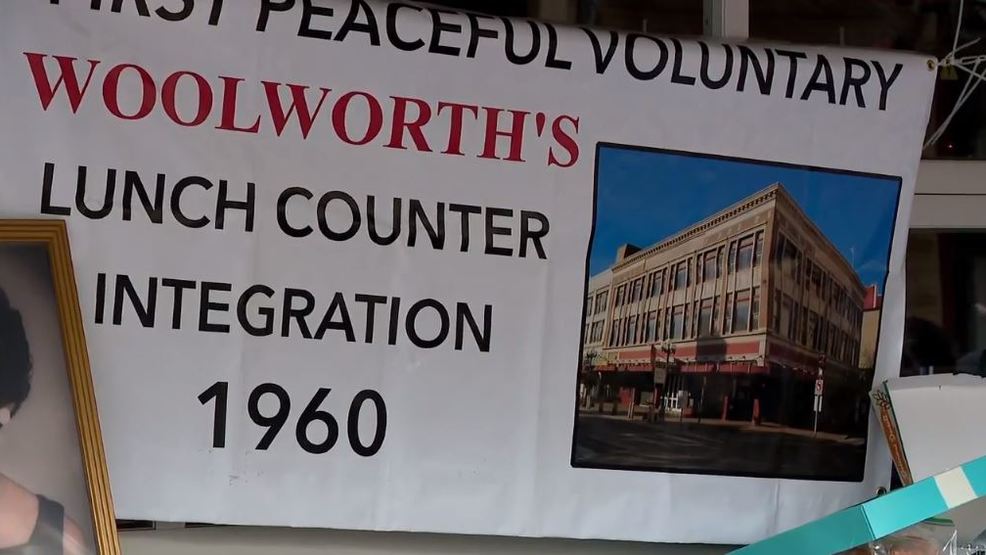 FIRST PEACEFUL VOLUNTARY
WOOLWORTH'S
LUNCH COUNTER
INTEGRATION
1960